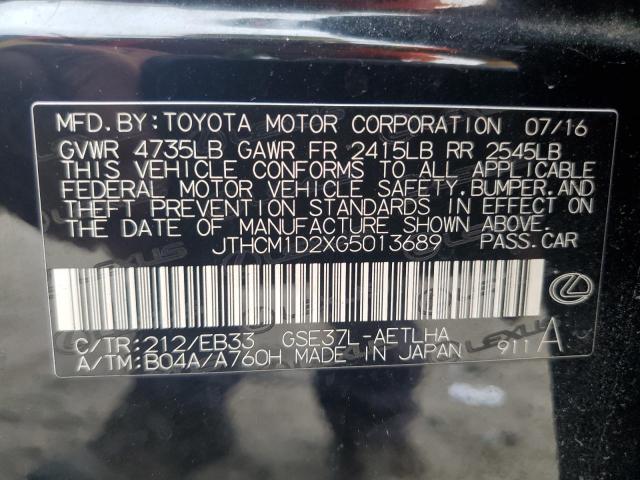 MFD.BY:TOYOTA MOTOR CORPORATION 07/16
GVWR 4735LB GAWR FR 2415LB RR 2545LB
THIS VEHICLE CONFORMS TO ALL APPLICABLE
FEDERAL MOTOR VEHICLE SAFETY, BUMPER, AND
THEFT PREVENTION STANDARDS IN EFFECT ON
THE DATE OF MANUFACTURE SHOWN ABOVE.
JTHCM1D2XG5013689 PASS.CAR
C/TR:212/EB33 GSE37L-AETLHA
A/TM:B04A/A760H MADE IN JAPAN 911 A